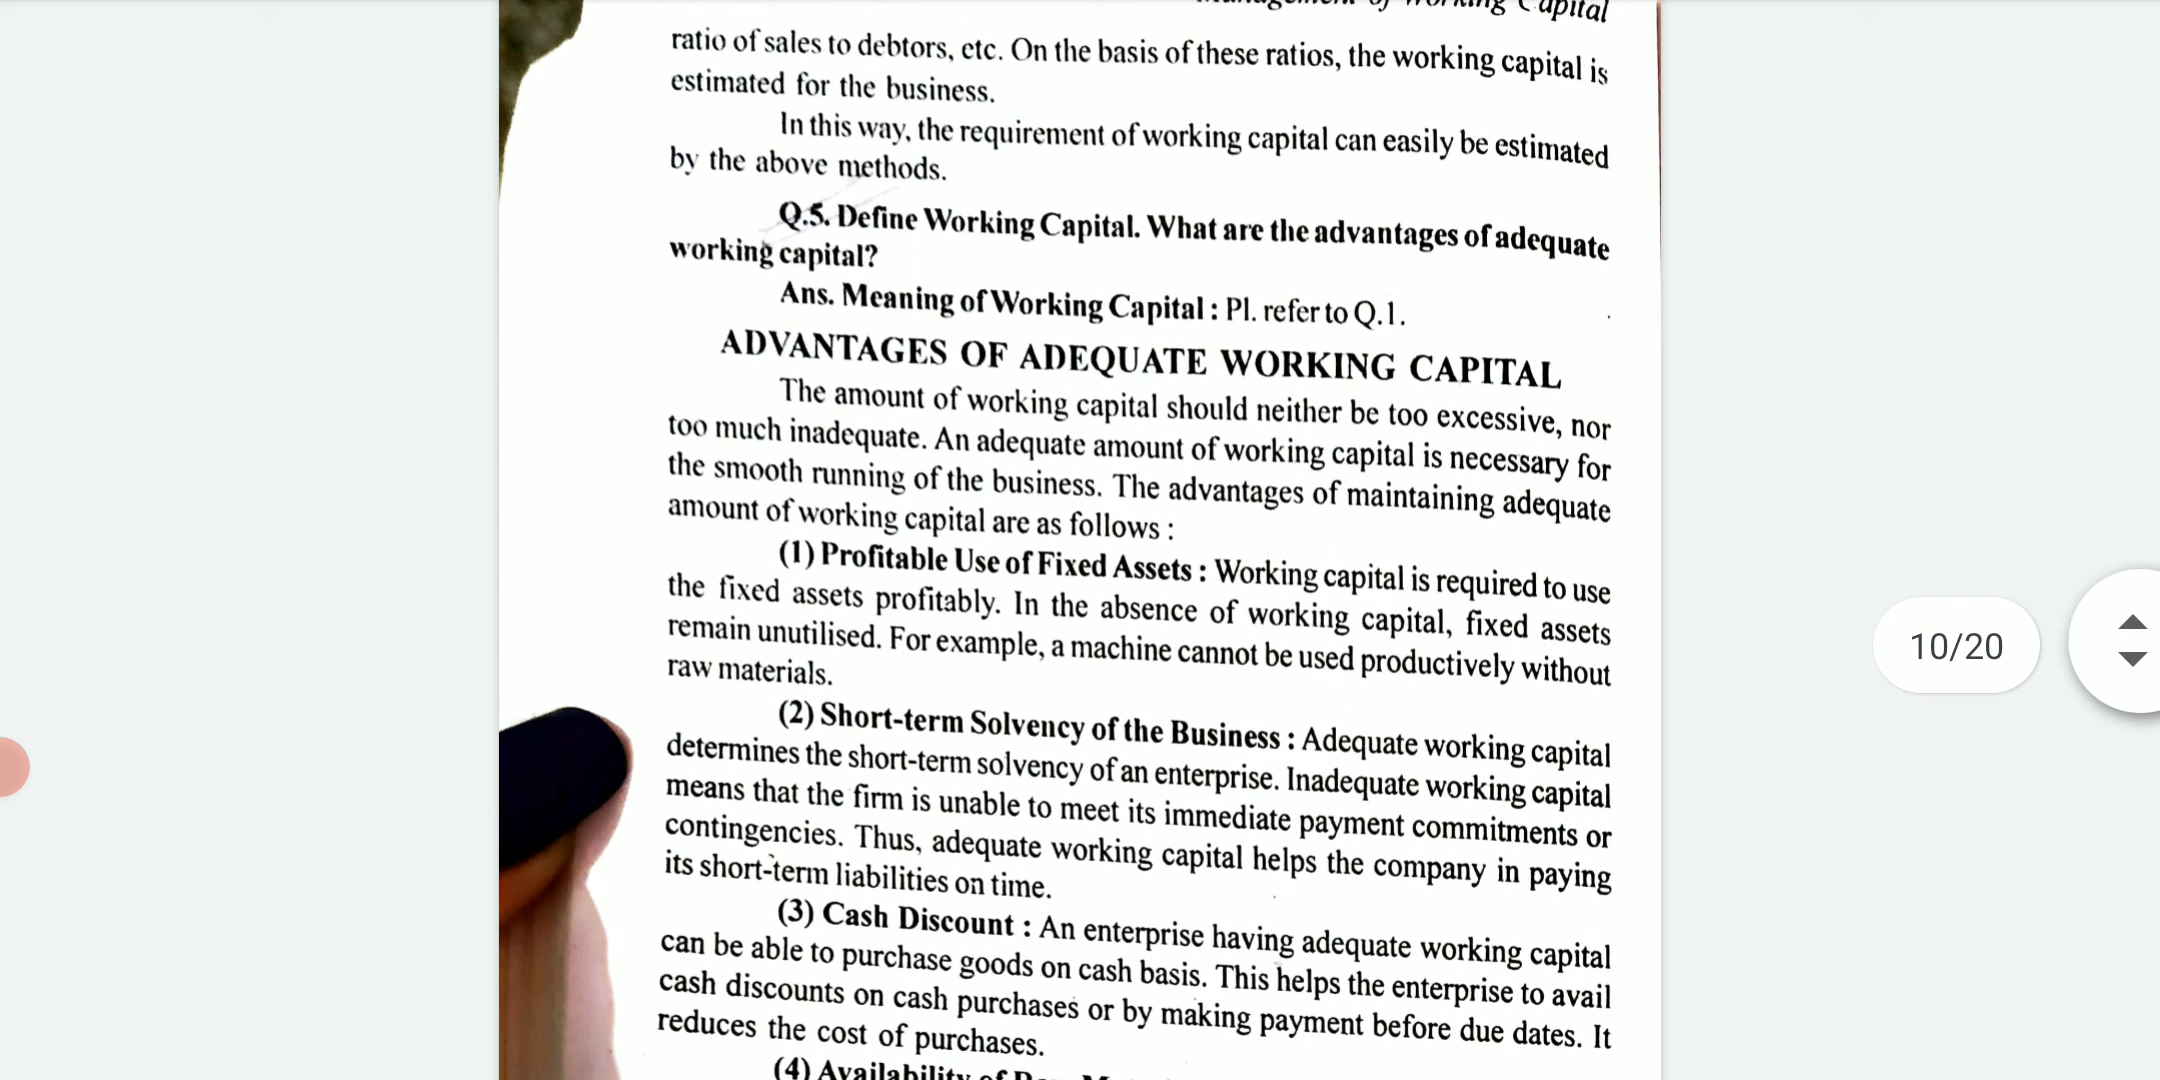 Capital
ratio of sales to debtors, etc. On the basis of these ratios, the working capital is
estimated for the business.
In this way, the requirement of working capital can easily be estimated
by the above methods.
Q.5. Define Working Capital. What are the advantages of adequate
working capital?
Ans. Meaning of Working Capital : Pl. refer to Q.1.
ADVANTAGES OF ADEQUATE WORKING CAPITAL
The amount of working capital should neither be too excessive, nor
too much inadequate. An adequate amount of working capital is necessary for
the smooth running of the business. The advantages of maintaining adequate
amount of working capital are as follows :
(1) Profitable Use of Fixed Assets : Working capital is required to use
the fixed assets profitably. In the absence of working capital, fixed assets
remain unutilised. For example, a machine cannot be used productively without
raw materials.
(2) Short-term Solvency of the Business : Adequate working capital
determines the short-term solvency of an enterprise. Inadequate working capital
means that the firm is unable to meet its immediate payment commitments or
contingencies. Thus, adequate working capital helps the company in paying
its short-term liabilities on time.
(3) Cash Discount : An enterprise having adequate working capital
can be able to purchase goods on cash basis. This helps the enterprise to avail
cash discounts on cash purchases or by making payment before due dates. It
reduces the cost of purchases.
(4) Availability of
10/20